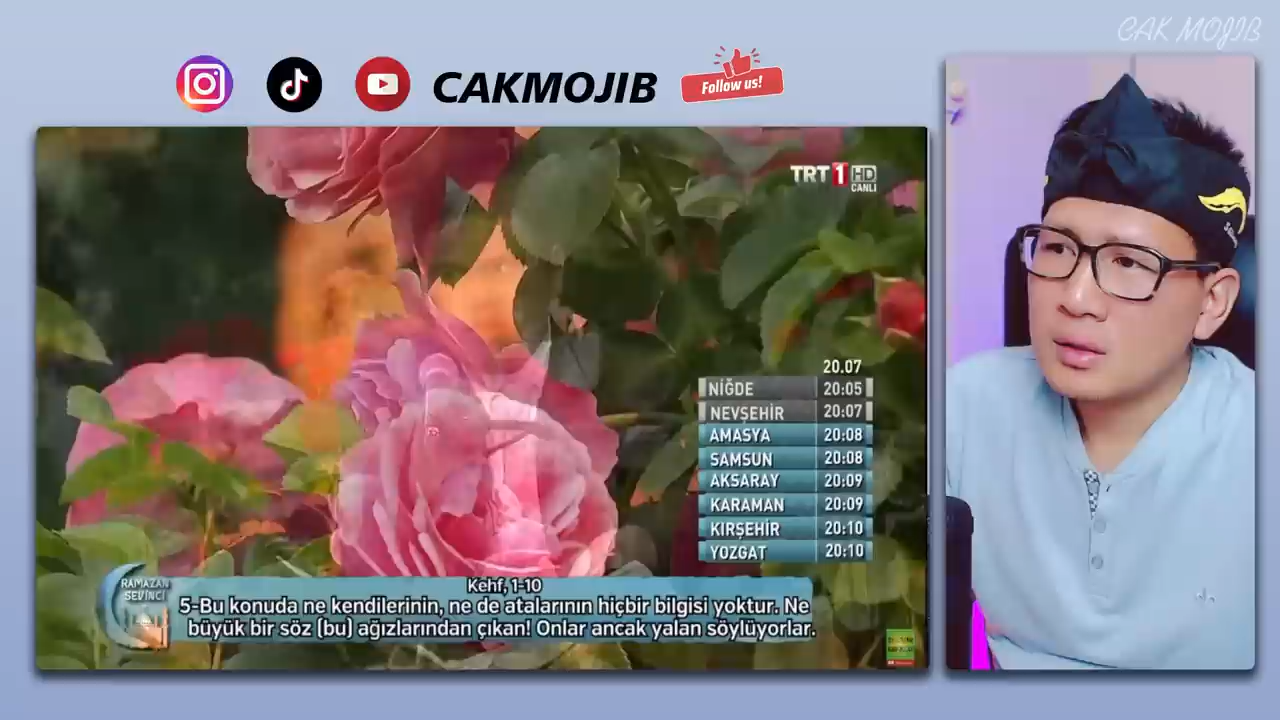 CAK MOJIB
CAKMOJIB
Follow us!
TRT 1 HD
CANLI
20.07
NİĞDE 20:05
NEVŞEHİR 20:07
AMASYA 20:08
SAMSUN 20:08
AKSARAY 20:09
KARAMAN 20:09
KIRŞEHİR 20:10
YOZGAT 20:10
RAMAZAN
SEVİNCİ
Kehf, 1-10
5-Bu konuda ne kendilerinin, ne de atalarının hiçbir bilgisi yoktur. Ne
büyük bir söz (bu) ağızlarından çıkan! Onlar ancak yalan söylüyorlar.